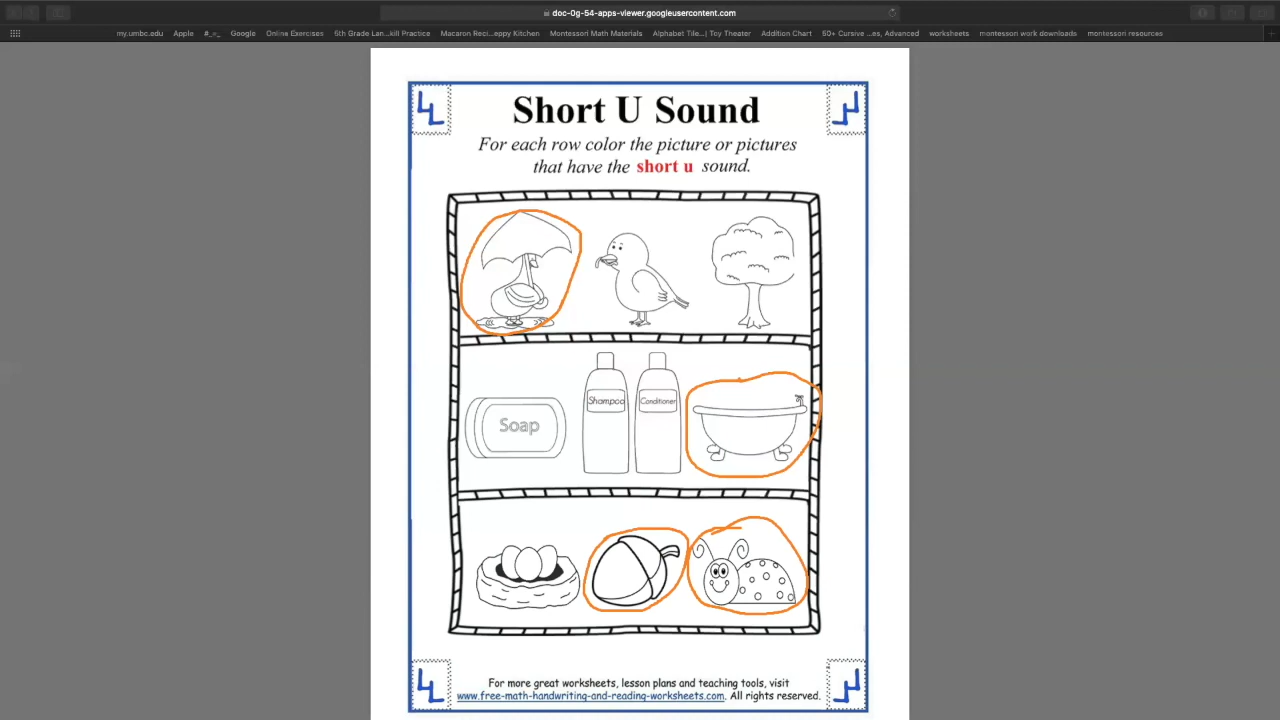 doc-0g-54-apps-viewer.googleusercontent.com
my.umbc.edu Apple #_=_ Google Online Exercises 6th Grade Lan...kill Practice Macaron Reci...eppy Kitchen Montessori Math Materials Alphabet Tile...| Toy Theater Addition Chart 50+ Cursive ...es, Advanced worksheets montessori work downloads montessori resources
Short U Sound
For each row color the picture or pictures
that have the short u sound.
Shampoo Conditioner
Soap
For more great worksheets, lesson plans and teaching tools, visit
www.free-math-handwriting-and-reading-worksheets.com. All rights reserved.